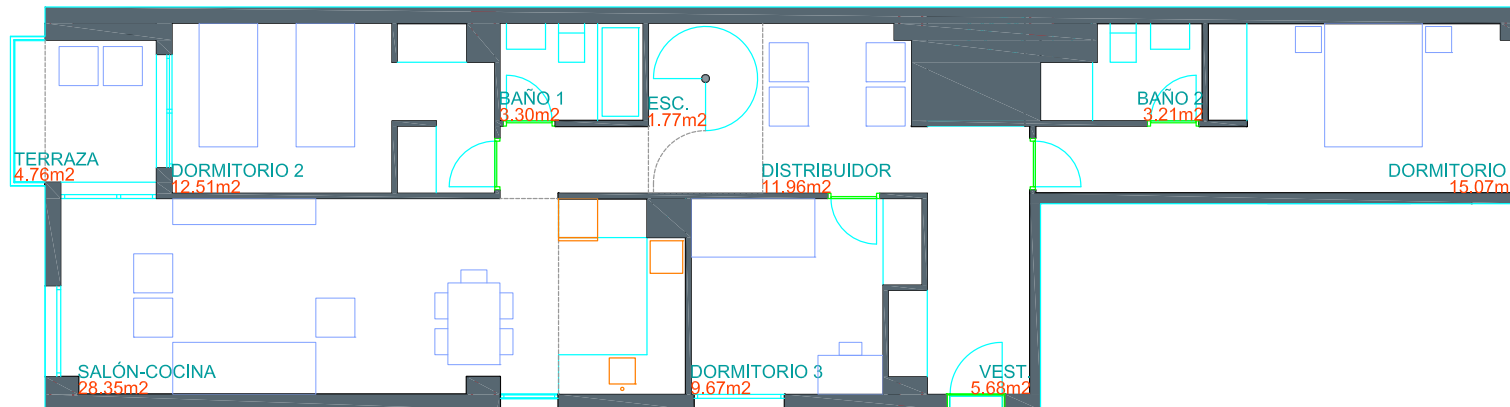 BAÑO 1
3.30m2
ESC.
1.77m2
BAÑO 2
3.21m2
TERRAZA
4.76m2
DORMITORIO 2
12.51m2
DISTRIBUIDOR
11.96m2
DORMITORIO
15.07m2
SALÓN-COCINA
28.35m2
DORMITORIO 3
9.67m2
VEST.
5.68m2